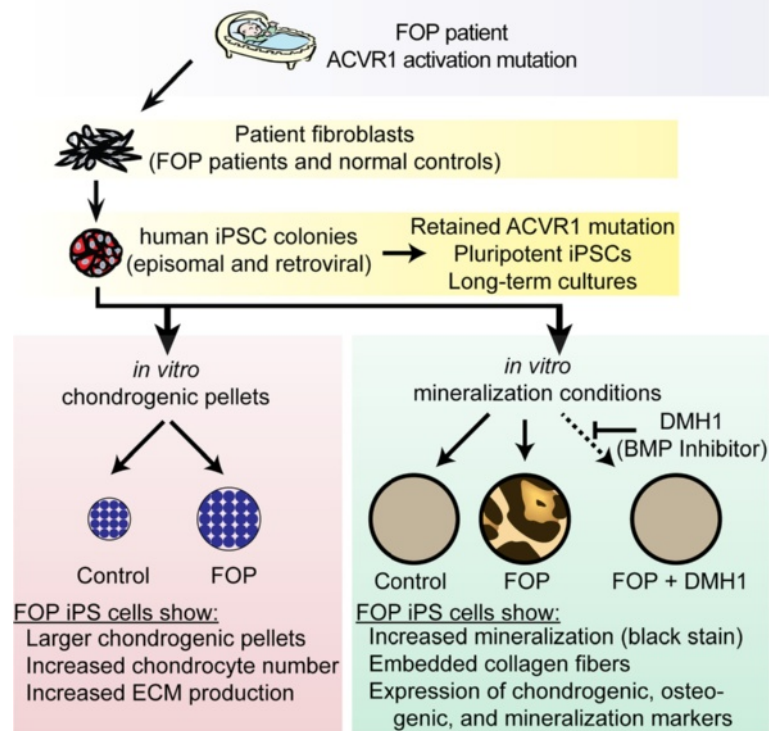 FOP patient
ACVR1 activation mutation
Patient fibroblasts
(FOP patients and normal controls)
human iPSC colonies
(episomal and retroviral)
Retained ACVR1 mutation
Pluripotent iPSCs
Long-term cultures
in vitro
chondrogenic pellets
Control
FOP
FOP iPS cells show:
Larger chondrogenic pellets
Increased chondrocyte number
Increased ECM production
in vitro
mineralization conditions
DMH1
(BMP Inhibitor)
Control
FOP
FOP + DMH1
FOP iPS cells show:
Increased mineralization (black stain)
Embedded collagen fibers
Expression of chondrogenic, osteo-
genic, and mineralization markers